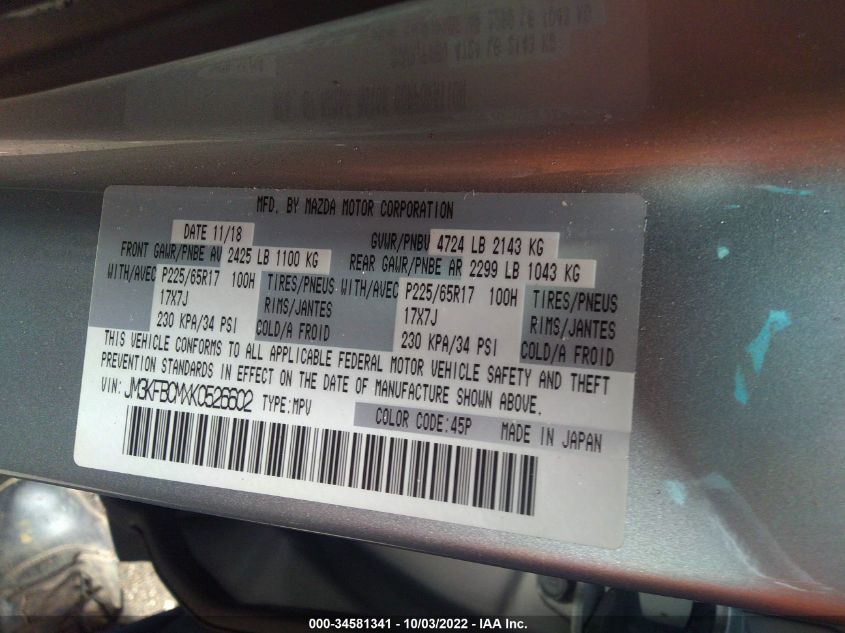 MFD. BY MAZDA MOTOR CORPORATION
DATE 11/18 GVWR/PNBV 4724 LB 2143 KG
FRONT GAWR/PNBE AV 2425 LB 1100 KG REAR GAWR/PNBE AR 2299 LB 1043 KG
WITH/AVEC P225/65R17 100H TIRES/PNEUS WITH/AVEC P225/65R17 100H TIRES/PNEUS
17X7J RIMS/JANTES 17X7J RIMS/JANTES
230 KPA/34 PSI COLD/A FROID 230 KPA/34 PSI COLD/A FROID
THIS VEHICLE CONFORMS TO ALL APPLICABLE FEDERAL MOTOR VEHICLE SAFETY AND THEFT
PREVENTION STANDARDS IN EFFECT ON THE DATE OF MANUFACTURE SHOWN ABOVE.
VIN: JM3KFBCMXK0526602 TYPE:MPV COLOR CODE:45P MADE IN JAPAN
000-34581341 - 10/03/2022 - IAA Inc.